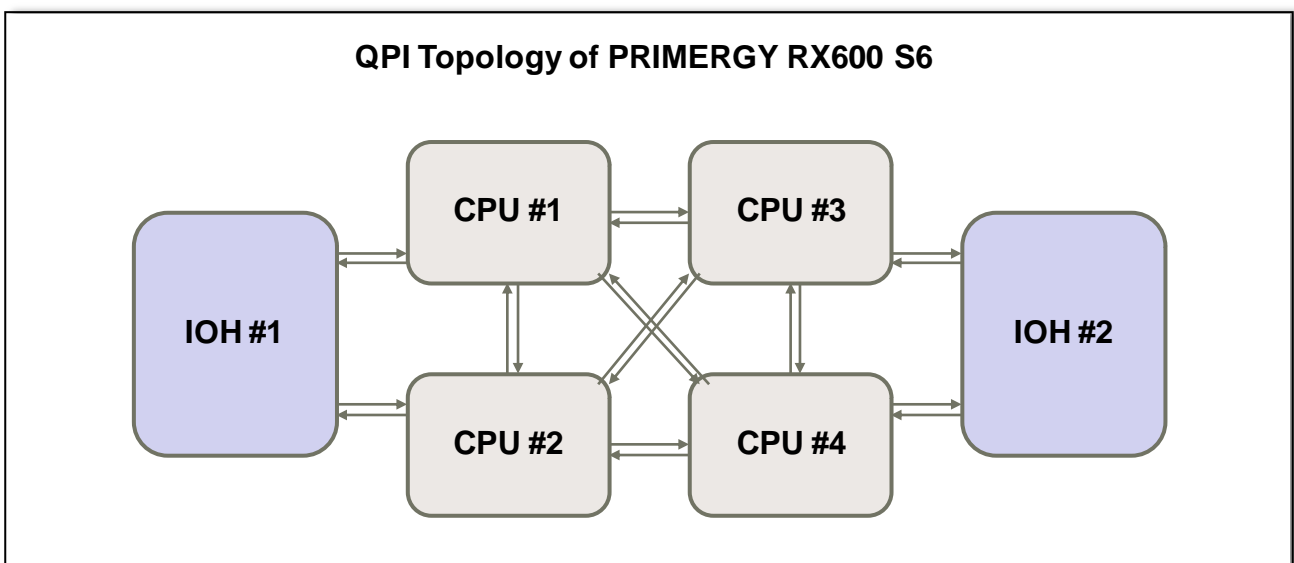 QPI Topology of PRIMERGY RX600 S6
CPU #1
CPU #3
IOH #1
IOH #2
CPU #2
CPU #4